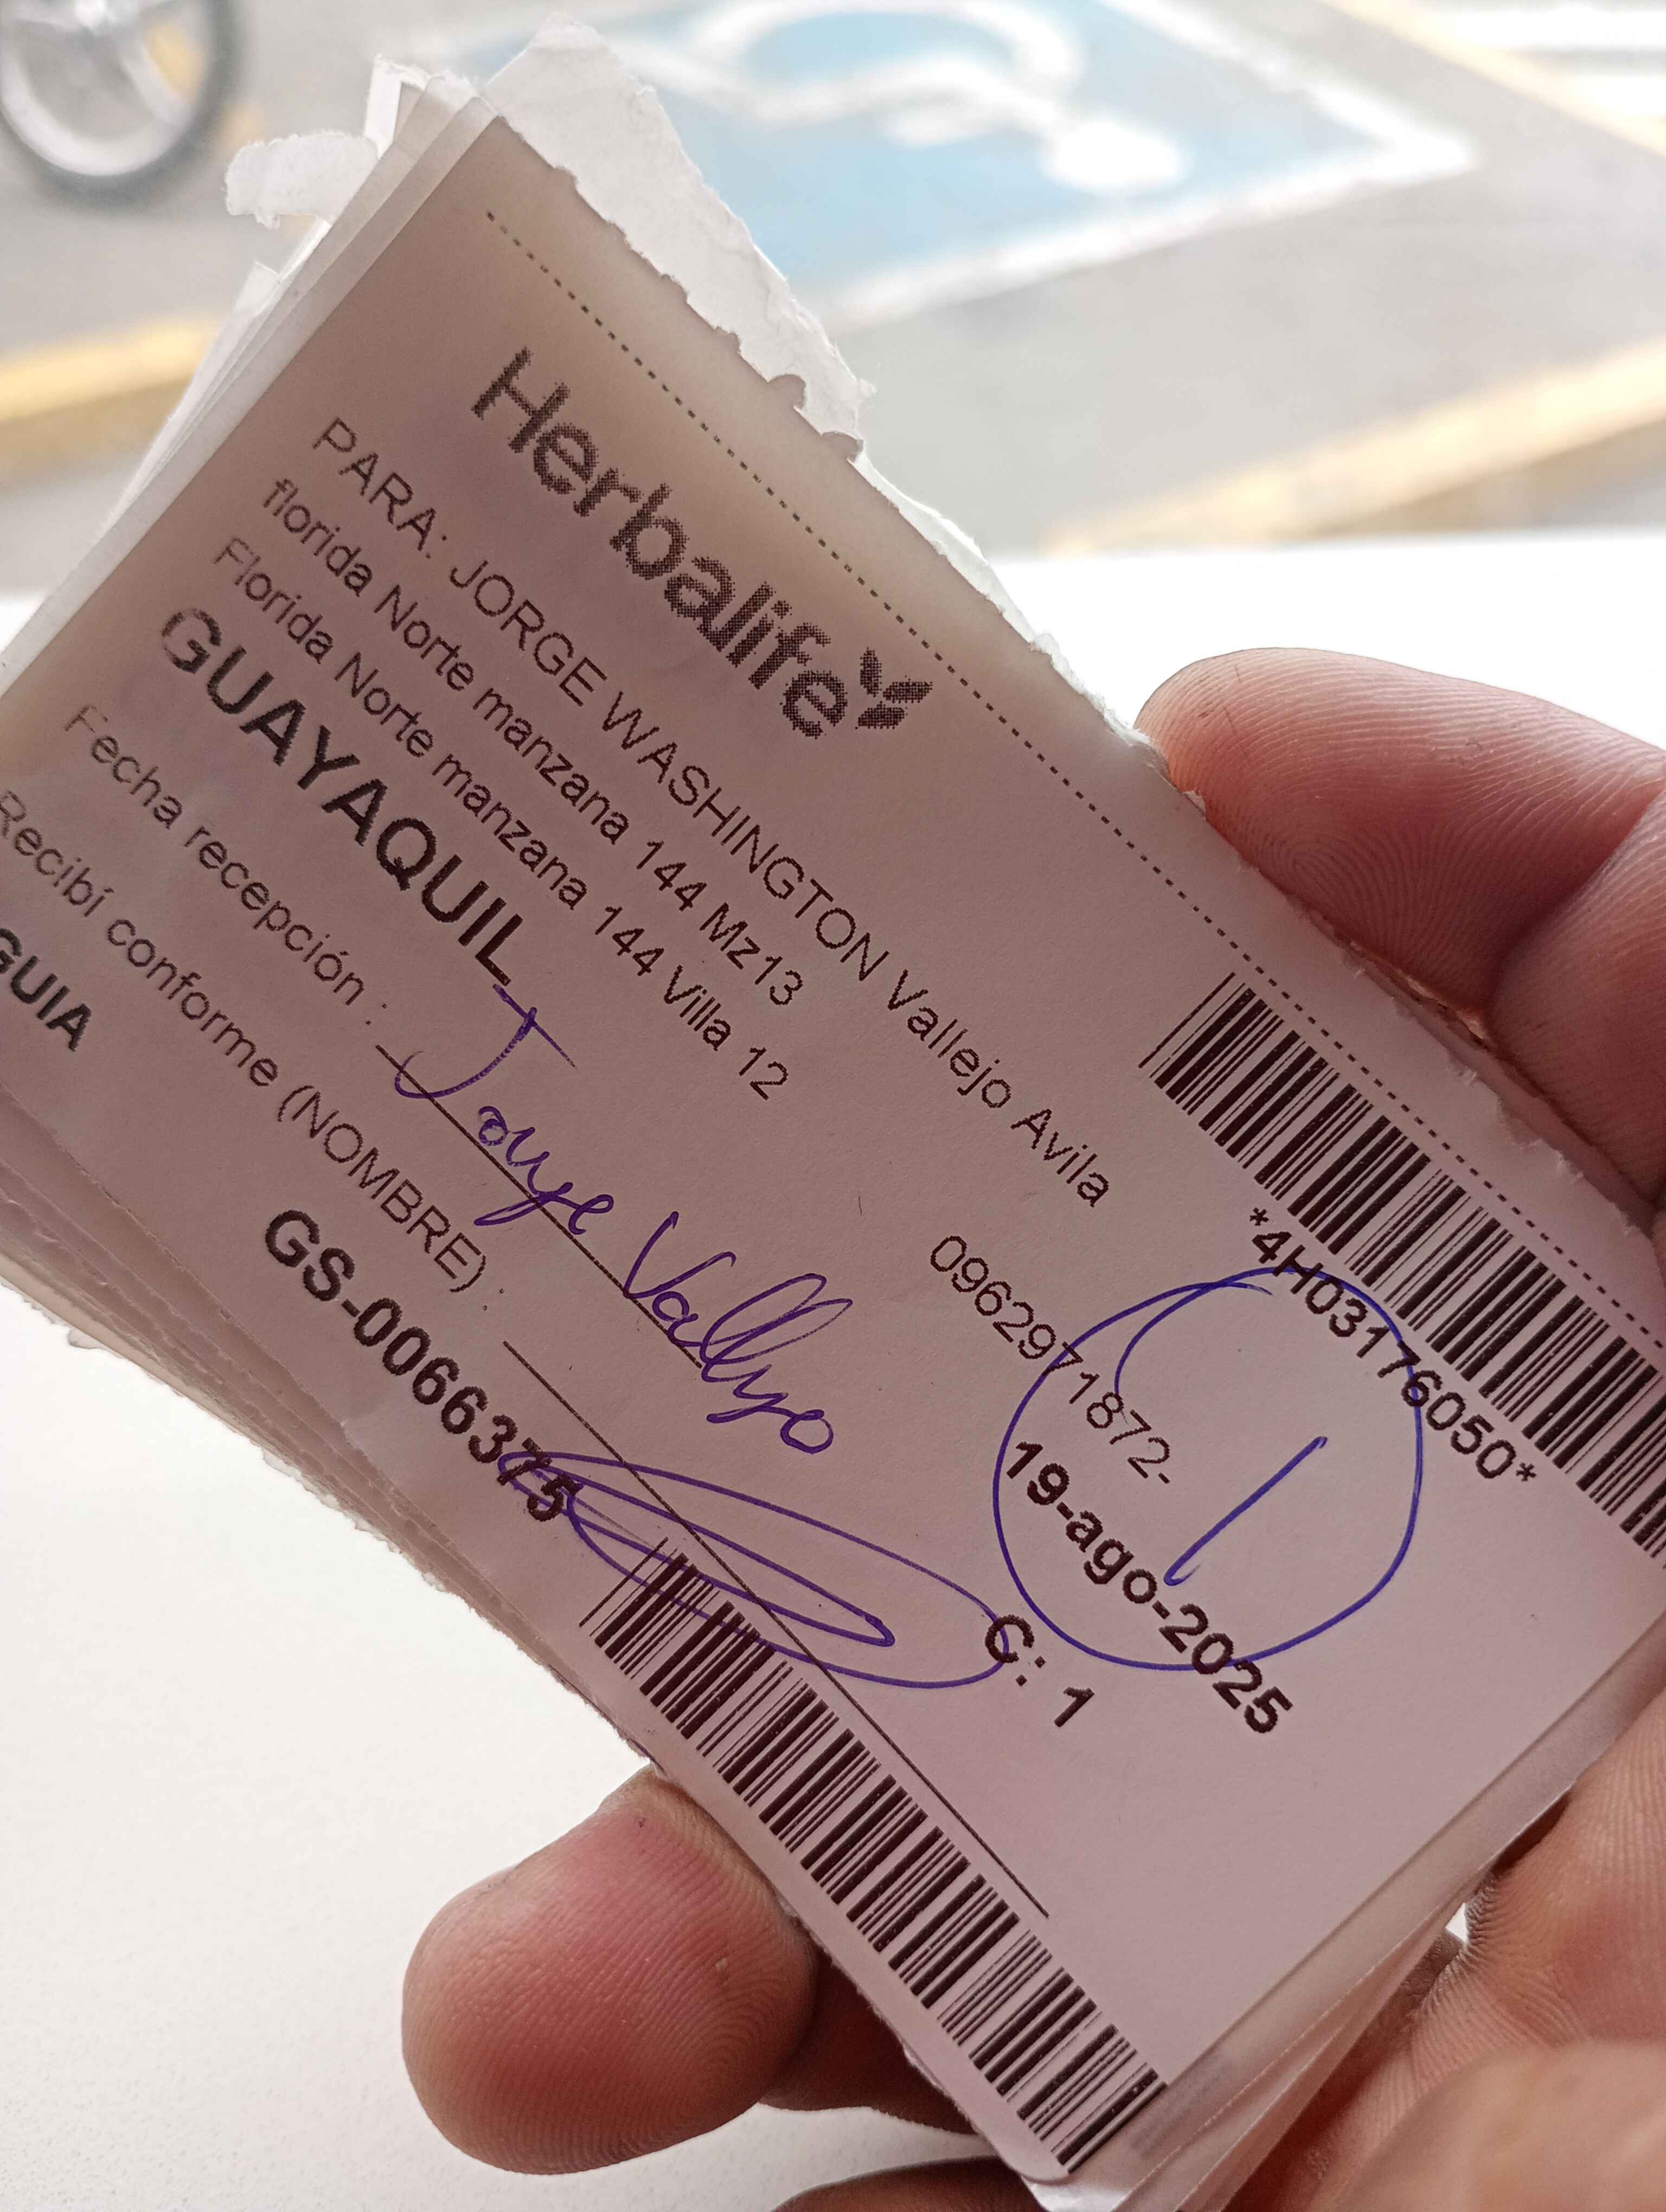 Herbalife
*4H03176050*
PARA: JORGE WASHINGTON Vallejo Avila
florida Norte manzana 144 Mz13
0962971872-
1
Florida Norte manzana 144 Villa 12
19-ago-2025
GUAYAQUIL
C: 1
Fecha recepción :
Jorge Vallejo
Recibí conforme (NOMBRE) :
GUIA
GS-0066375